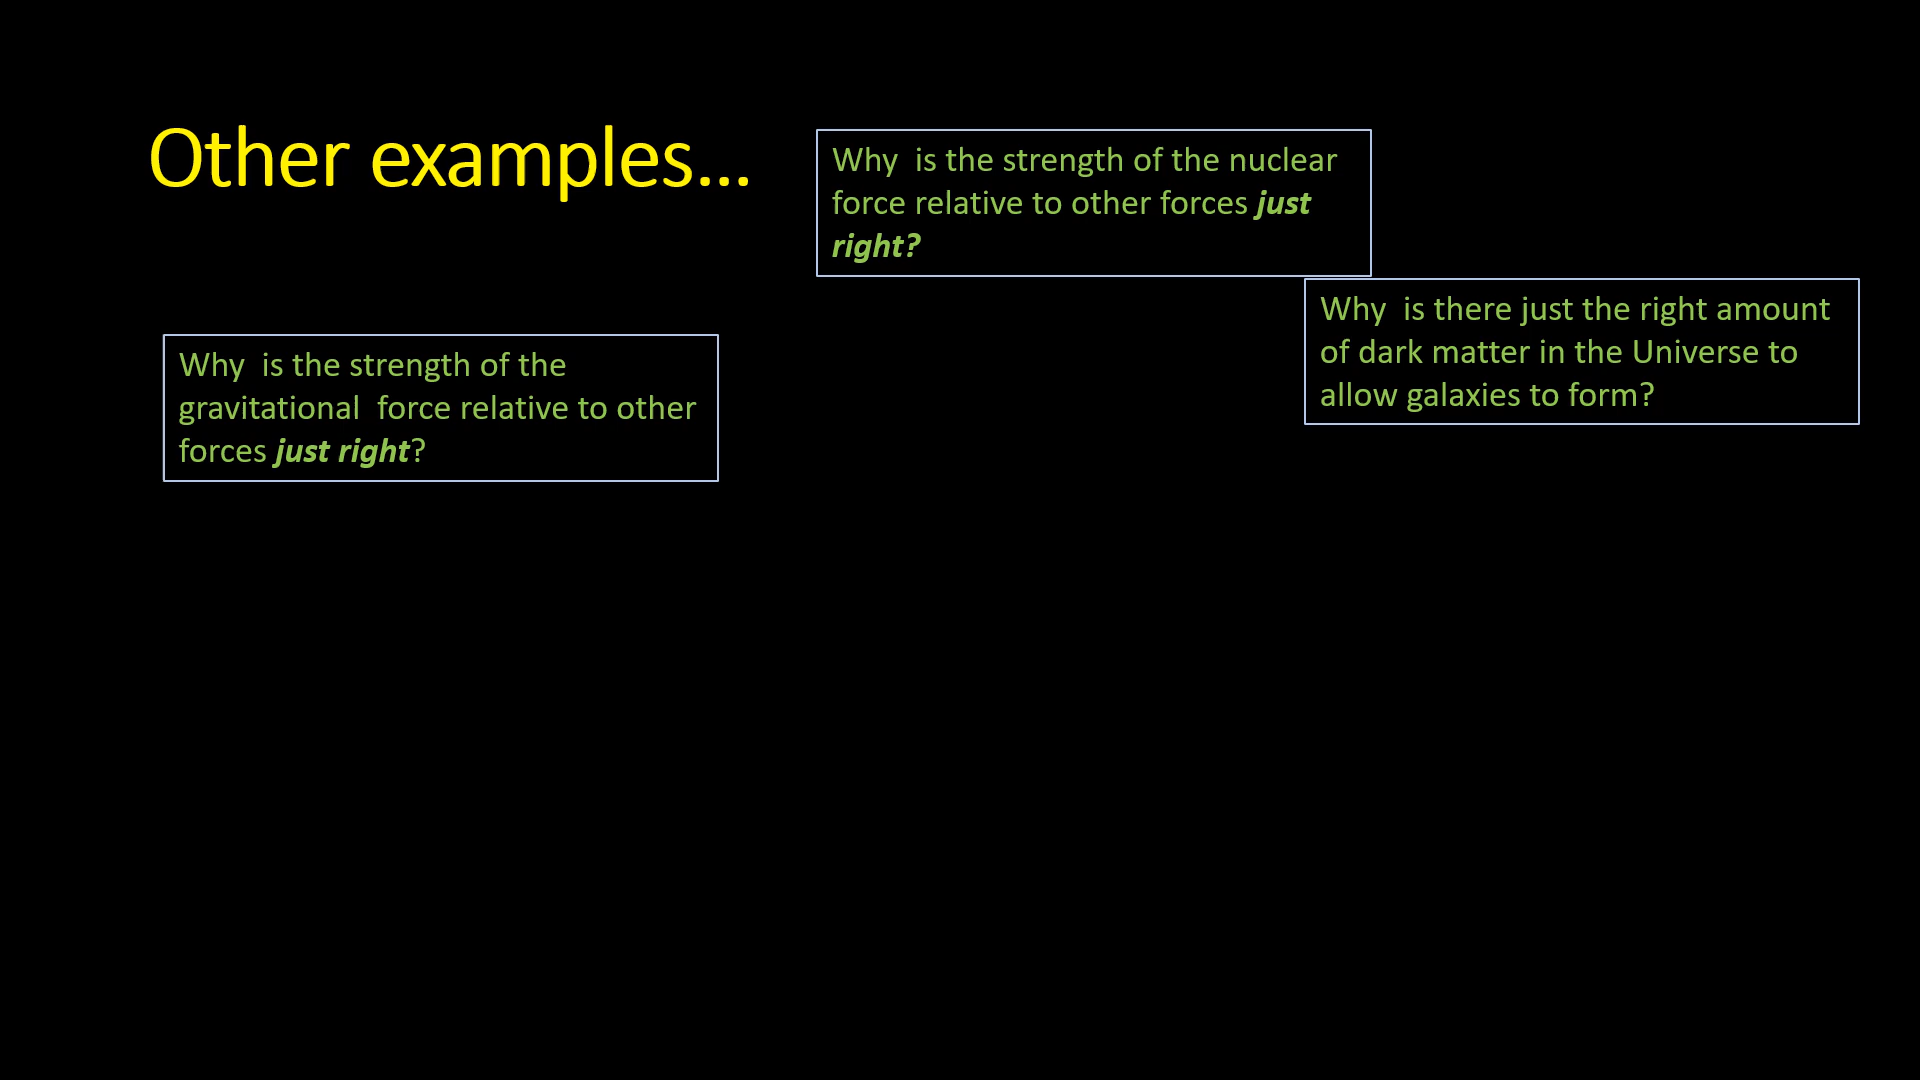 Other examples...
Why  is the strength of the nuclear
force relative to other forces just
right?
Why  is there just the right amount
of dark matter in the Universe to
allow galaxies to form?
Why  is the strength of the
gravitational  force relative to other
forces just right?